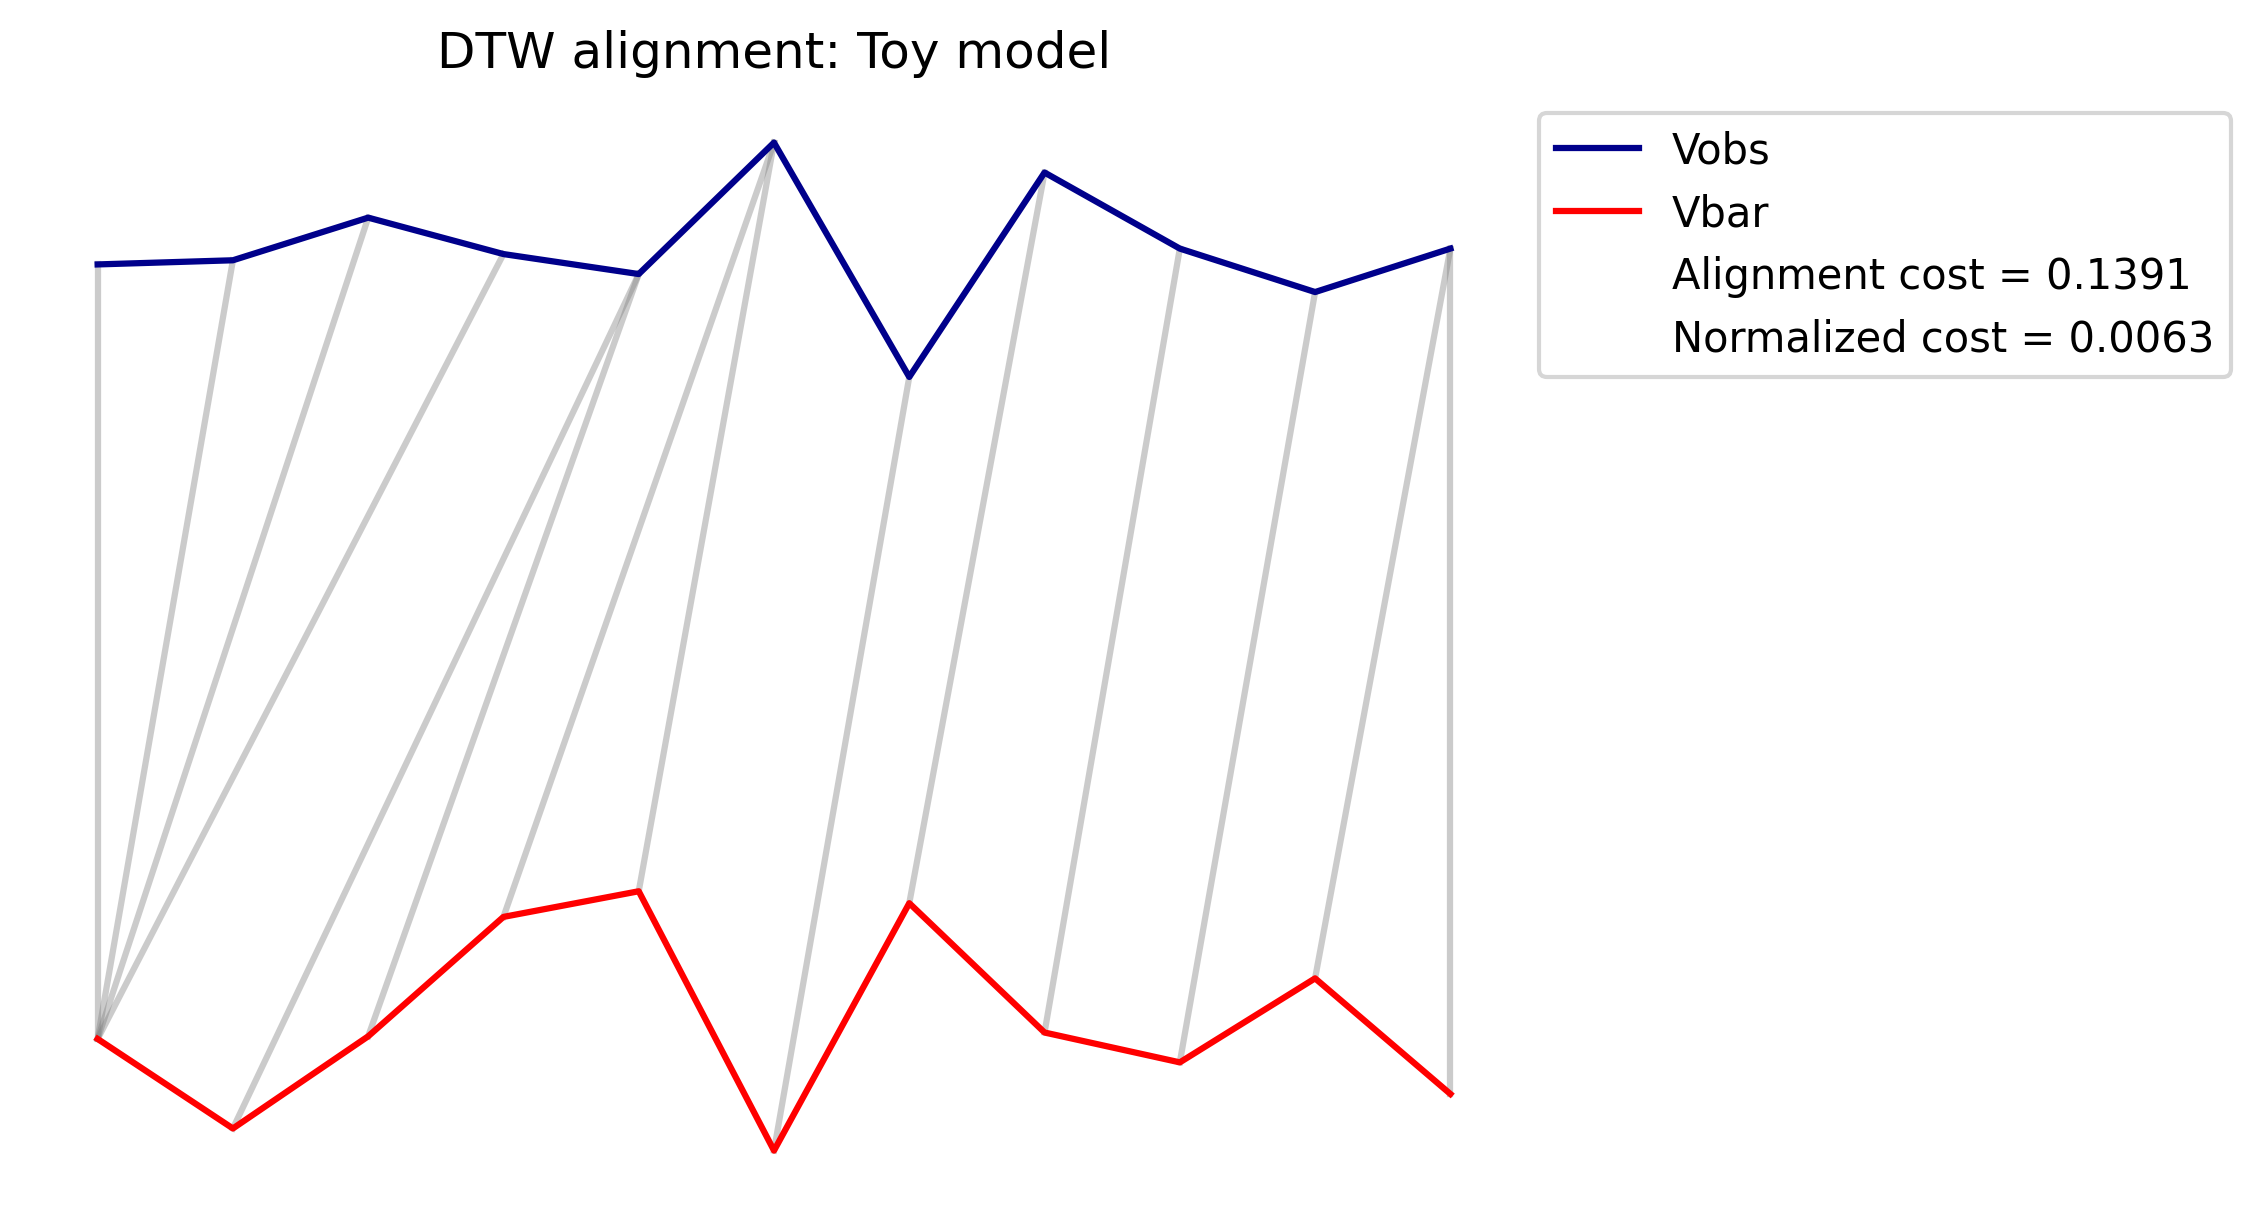 DTW alignment: Toy model
Vobs
Vbar
Alignment cost = 0.1391
Normalized cost = 0.0063